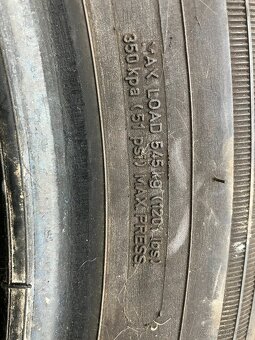 MAX LOAD 545 kg (1201 Lbs)
350 kpa (51 psi) MAX. PRESS